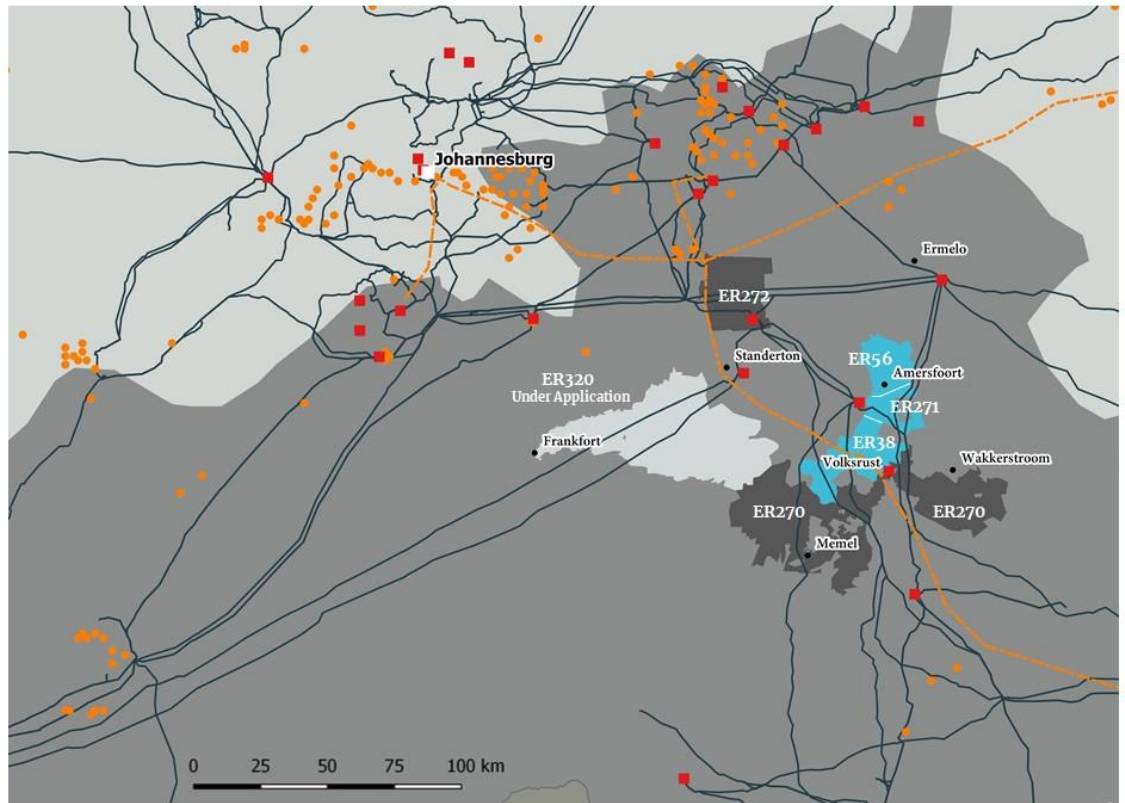 Johannesburg
Ermelo
ER272
Standerton
ER56
Amersfoort
ER320
Under Application
ER271
Frankfort
ER38
Volksrust
Wakkerstroom
ER270
ER270
Memel
0 25 50 75 100 km